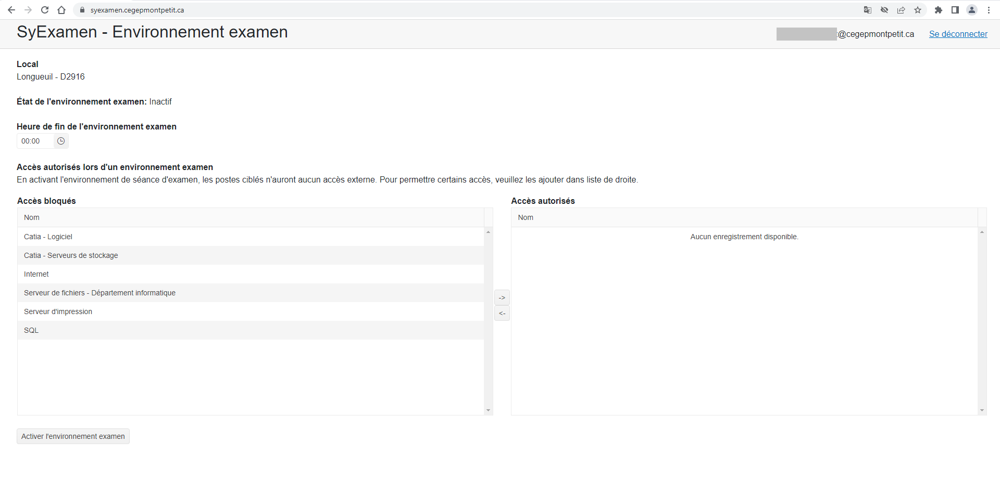 syexamen.cegepmontpetit.ca
SyExamen - Environnement examen
@cegepmontpetit.ca
Se déconnecter
Local
Longueuil - D2916
État de l'environnement examen: Inactif
Heure de fin de l'environnement examen
00:00
Accès autorisés lors d'un environnement examen
En activant l'environnement de séance d'examen, les postes ciblés n'auront aucun accès externe. Pour permettre certains accès, veuillez les ajouter dans liste de droite.
Accès bloqués
Nom
Catia - Logiciel
Catia - Serveurs de stockage
Internet
Serveur de fichiers - Département informatique
Serveur d'impression
SQL
->
<-
Accès autorisés
Nom
Aucun enregistrement disponible.
Activer l'environnement examen